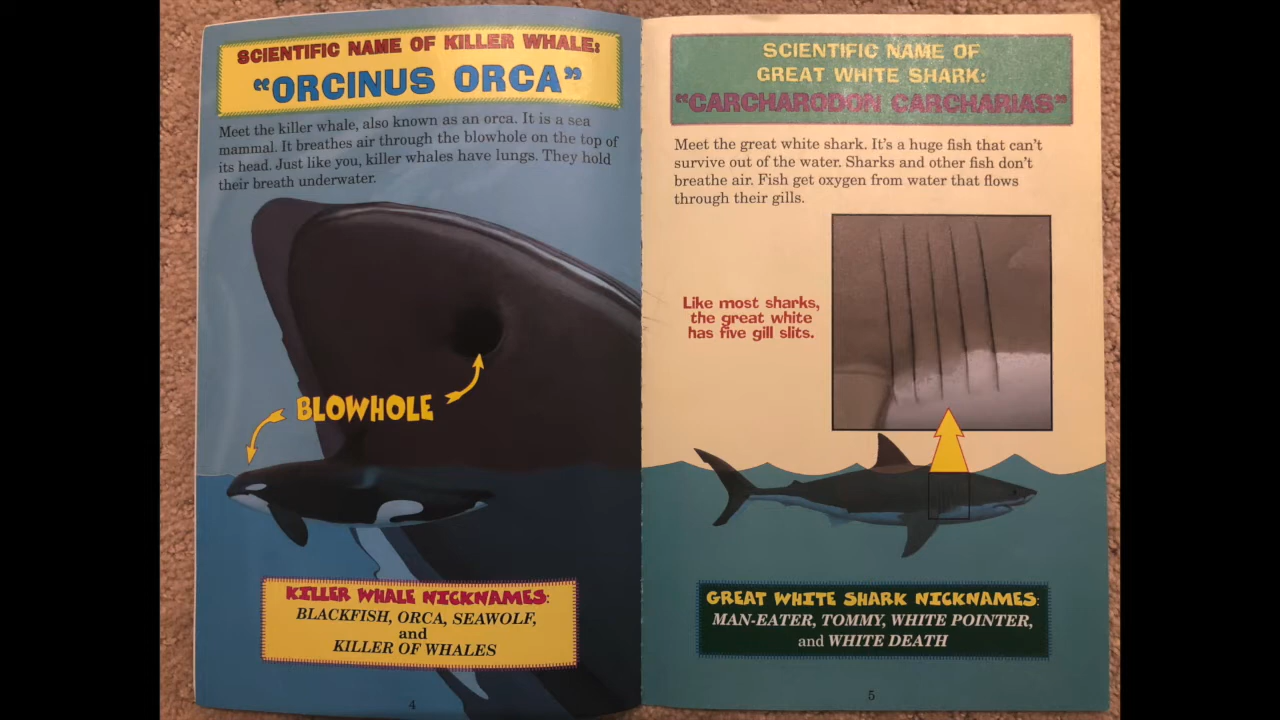 SCIENTIFIC NAME OF KILLER WHALE:
"ORCINUS ORCA"
Meet the killer whale, also known as an orca. It is a sea
mammal. It breathes air through the blowhole on the top of
its head. Just like you, killer whales have lungs. They hold
their breath underwater.
BLOWHOLE
KILLER WHALE NICKNAMES:
BLACKFISH, ORCA, SEAWOLF,
and
KILLER OF WHALES
4
SCIENTIFIC NAME OF
GREAT WHITE SHARK:
"CARCHARODON CARCHARIAS"
Meet the great white shark. It's a huge fish that can't
survive out of the water. Sharks and other fish don't
breathe air. Fish get oxygen from water that flows
through their gills.
Like most sharks,
the great white
has five gill slits.
GREAT WHITE SHARK NICKNAMES:
MAN-EATER, TOMMY, WHITE POINTER,
and WHITE DEATH
5